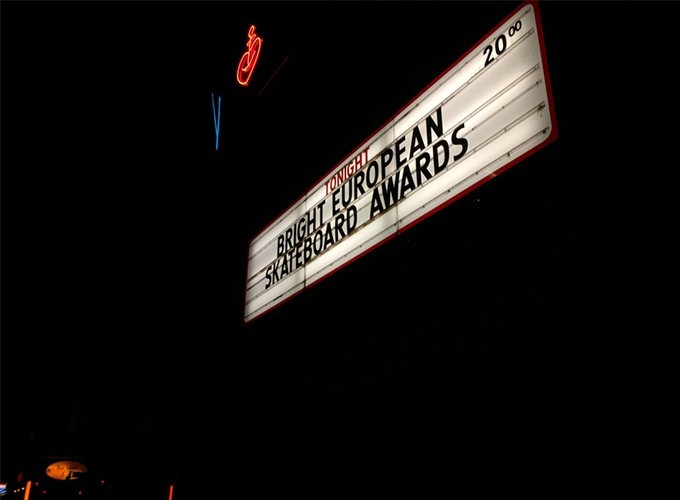 20⁰⁰
TONIGHT
BRIGHT EUROPEAN
SKATEBOARD AWARDS